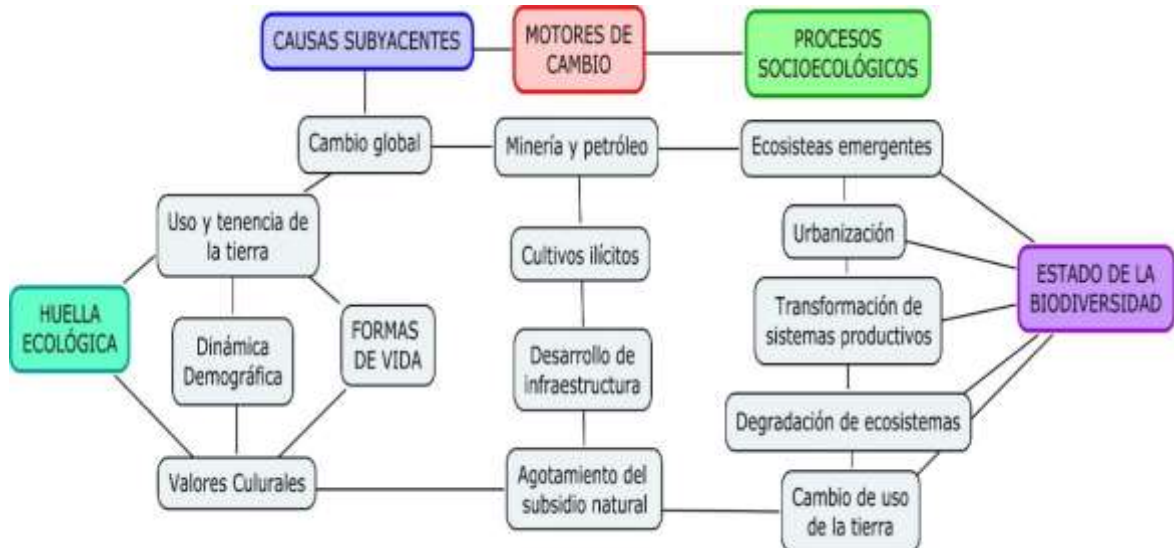 CAUSAS SUBYACENTES
MOTORES DE
CAMBIO
PROCESOS
SOCIOECOLÓGICOS
Cambio global
Minería y petróleo
Ecosisteas emergentes
Uso y tenencia de
la tierra
Cultivos ilícitos
Urbanización
HUELLA
ECOLÓGICA
Dinámica
Demográfica
FORMAS
DE VIDA
Desarrollo de
infraestructura
Transformación de
sistemas productivos
ESTADO DE LA
BIODIVERSIDAD
Degradación de ecosistemas
Valores Culurales
Agotamiento del
subsidio natural
Cambio de uso
de la tierra